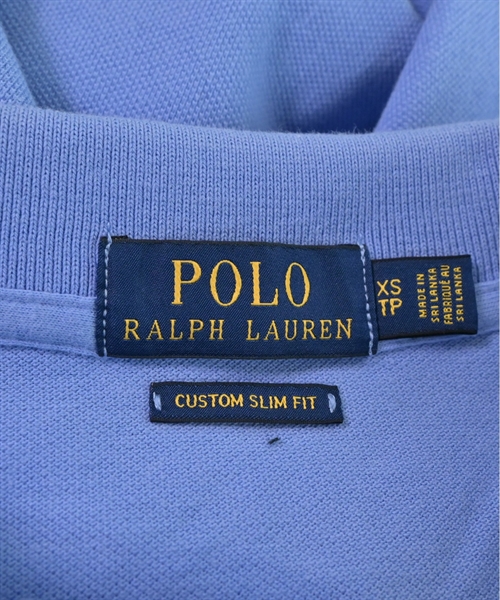 POLO
RALPH LAUREN
XS
TP
MADE IN
SRI LANKA
FABRIQUÉ AU
SRI LANKA
CUSTOM SLIM FIT